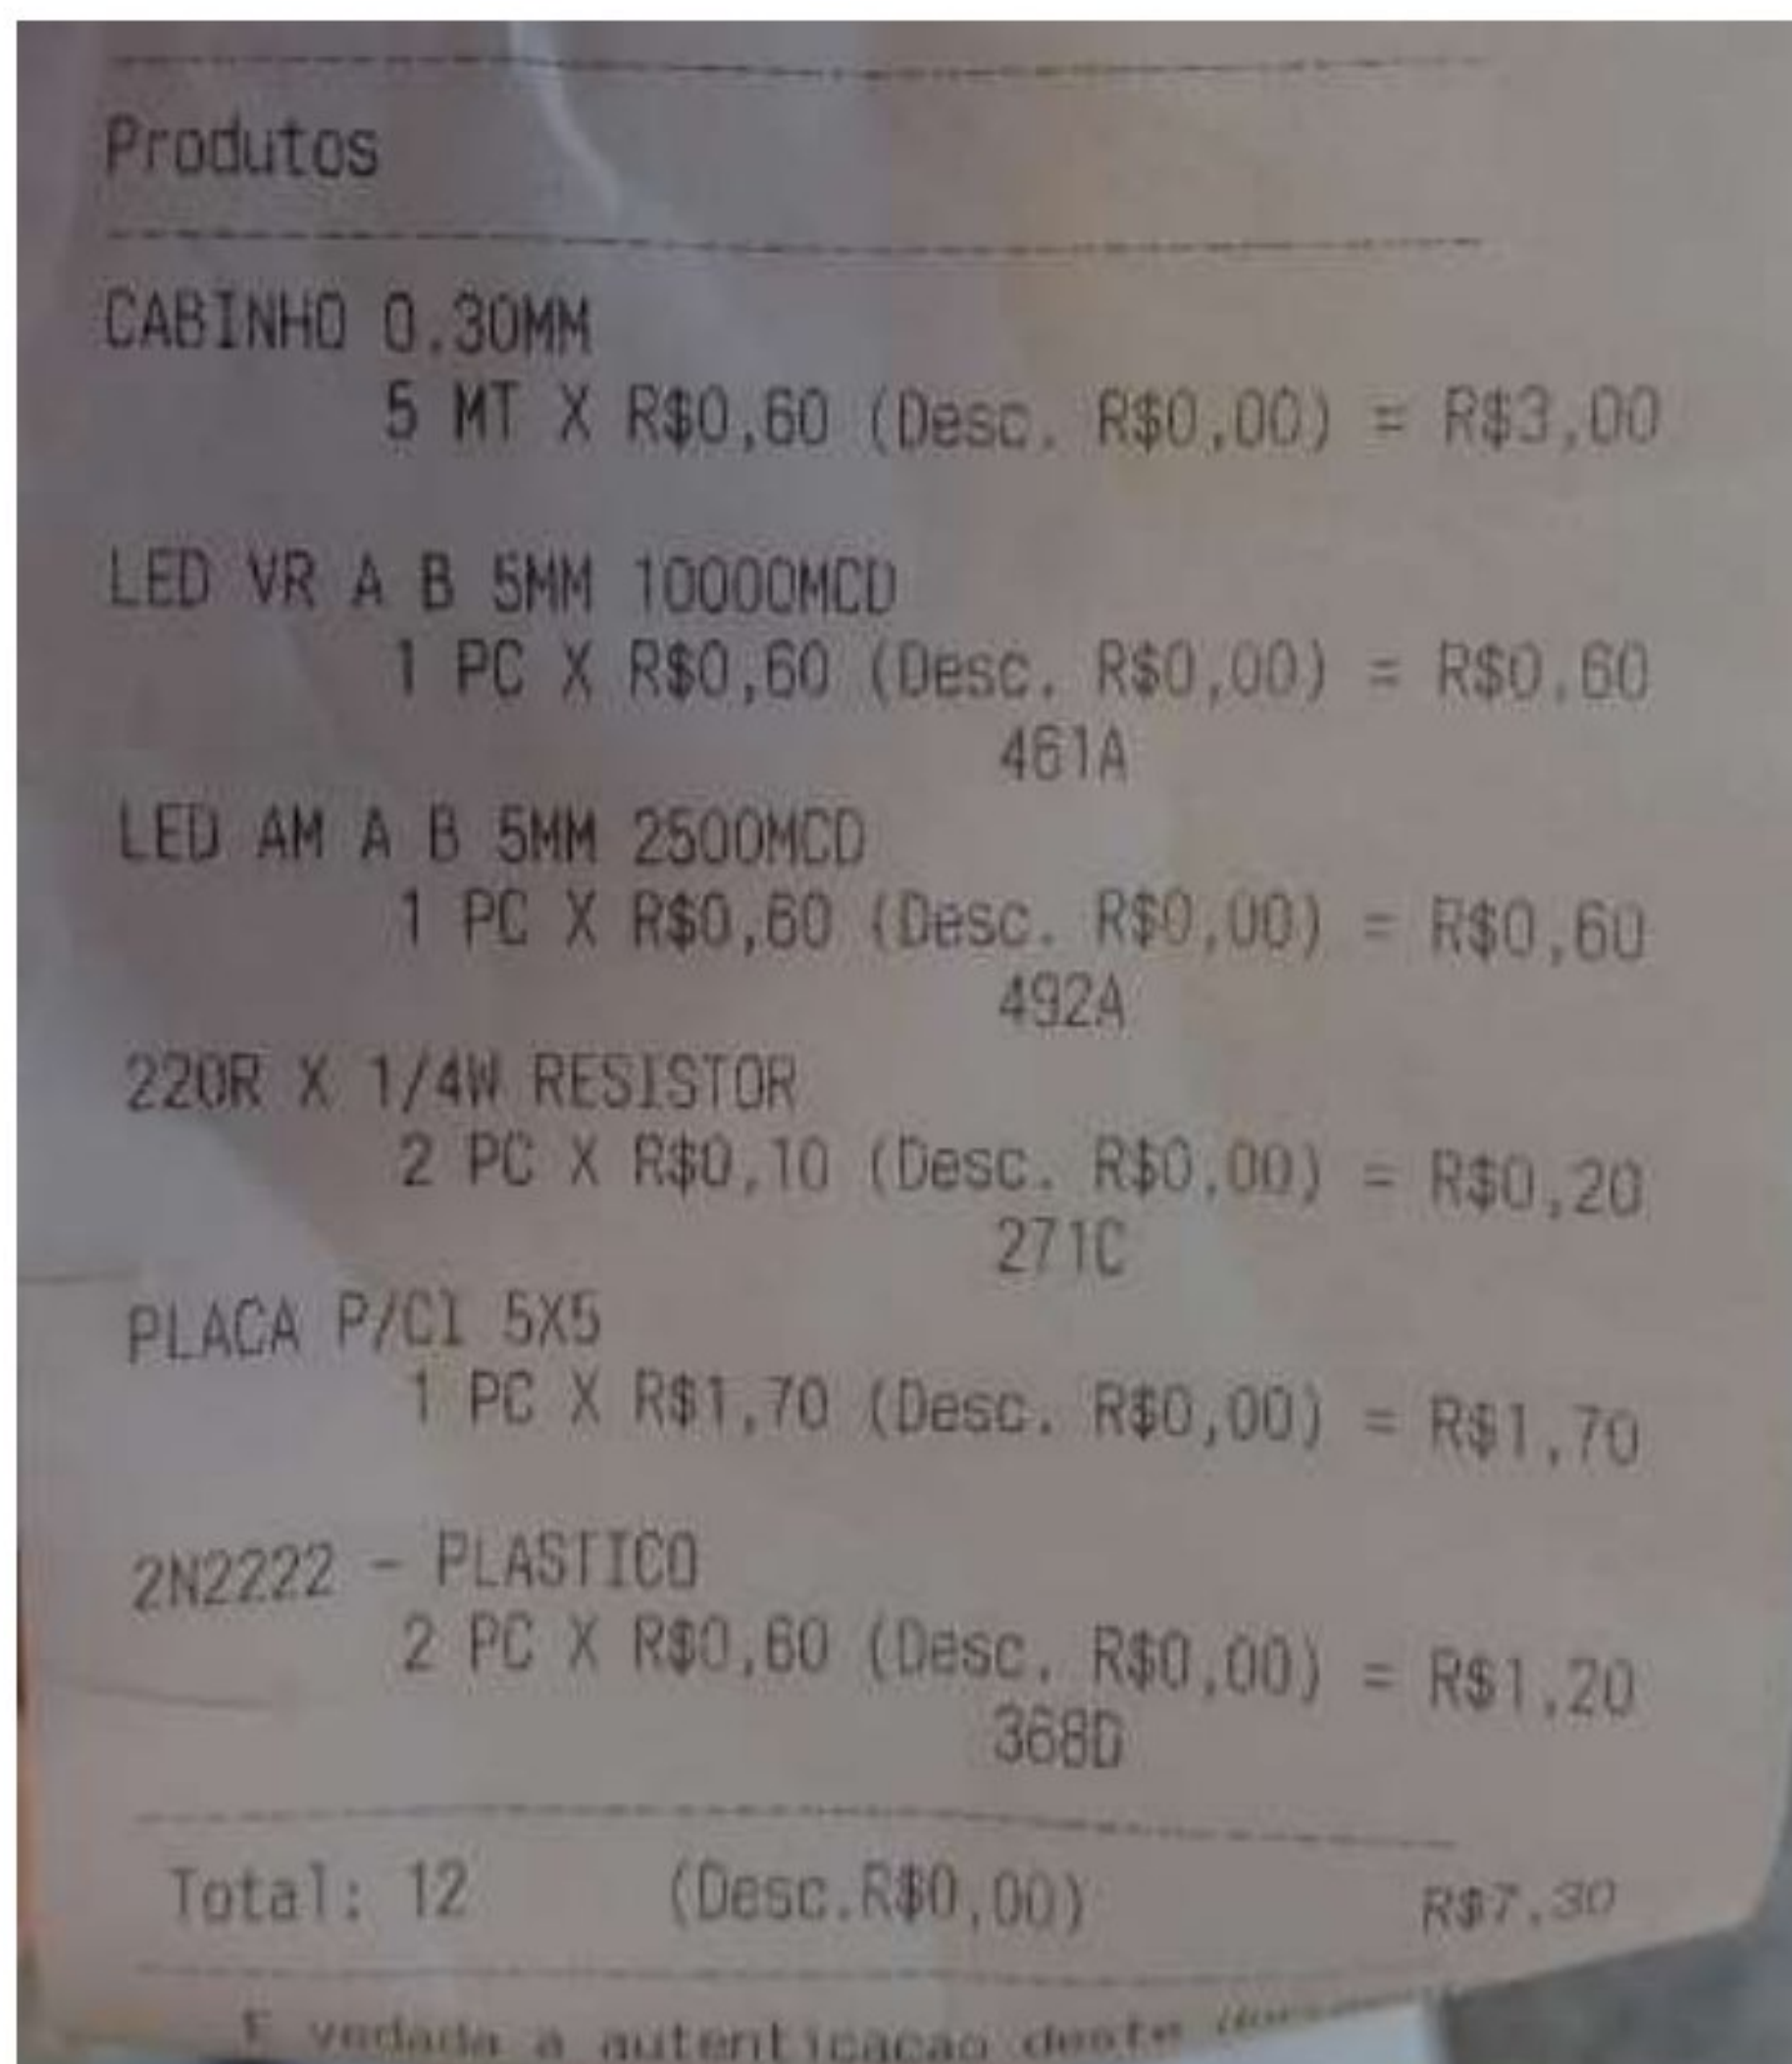 Produtos
CABINHO 0.30MM
5 MT X R$0,60 (Desc. R$0,00) = R$3,00
LED VR A B 5MM 10000MCD
1 PC X R$0,60 (Desc. R$0,00) = R$0,60
461A
LED AM A B 5MM 2500MCD
1 PC X R$0,60 (Desc. R$0,00) = R$0,60
492A
220R X 1/4W RESISTOR
2 PC X R$0,10 (Desc. R$0,00) = R$0,20
271C
PLACA P/CI 5X5
1 PC X R$1,70 (Desc. R$0,00) = R$1,70
2N2222 - PLASTICO
2 PC X R$0,60 (Desc. R$0,00) = R$1,20
368D
Total: 12 (Desc.R$0,00) R$7,30
E vedada a autenticacao deste